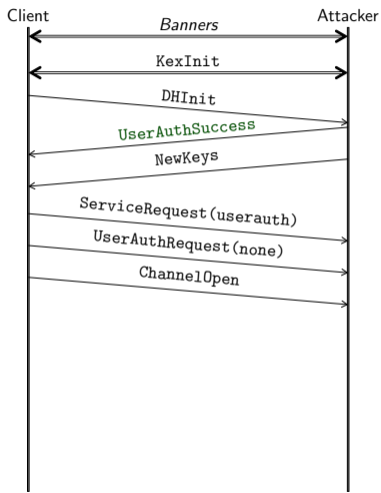 Client Attacker
Banners
KexInit
DHInit
UserAuthSuccess
NewKeys
ServiceRequest(userauth)
UserAuthRequest(none)
ChannelOpen